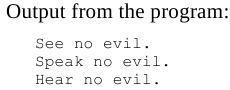 Output from the program:
See no evil.
Speak no evil.
Hear no evil.